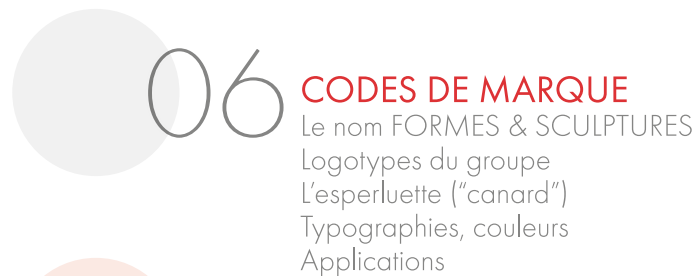 06
CODES DE MARQUE
Le nom FORMES & SCULPTURES
Logotypes du groupe
L’esperluette (“canard”)
Typographies, couleurs
Applications